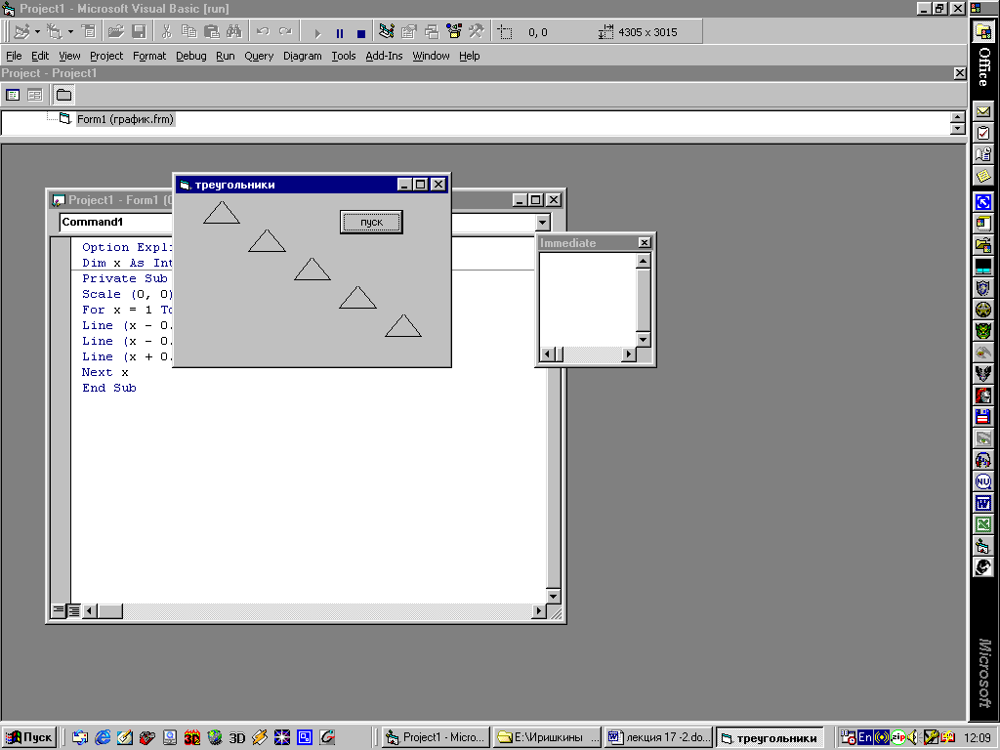 Project1 - Microsoft Visual Basic [run]
0, 0
4305 x 3015
File Edit View Project Format Debug Run Query Diagram Tools Add-Ins Window Help
Project - Project1
Form1 (график.frm)
Office
треугольники
пуск
Project1 - Form1 (
Command1
Immediate
Option Expl
Dim x As Int
Private Sub
Scale (0, 0)
For x = 1 To
Line (x - 0.
Line (x - 0.
Line (x + 0.
Next x
End Sub
NU
W
Microsoft
Пуск
3D
Project1 - Micro...
E:\Иришкины ...
лекция 17 -2.do...
треугольники
En
zip
12:09